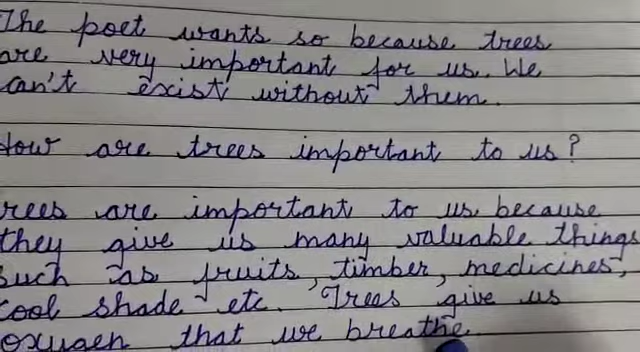 The poet wants so because trees
are very important for us. We
can't exist without them.
How are trees important to us?
rees are important to us because
they give us many valuable things
such as fruits, timber, medicines,
cool shade etc. Trees give us
oxygen that we breathe.